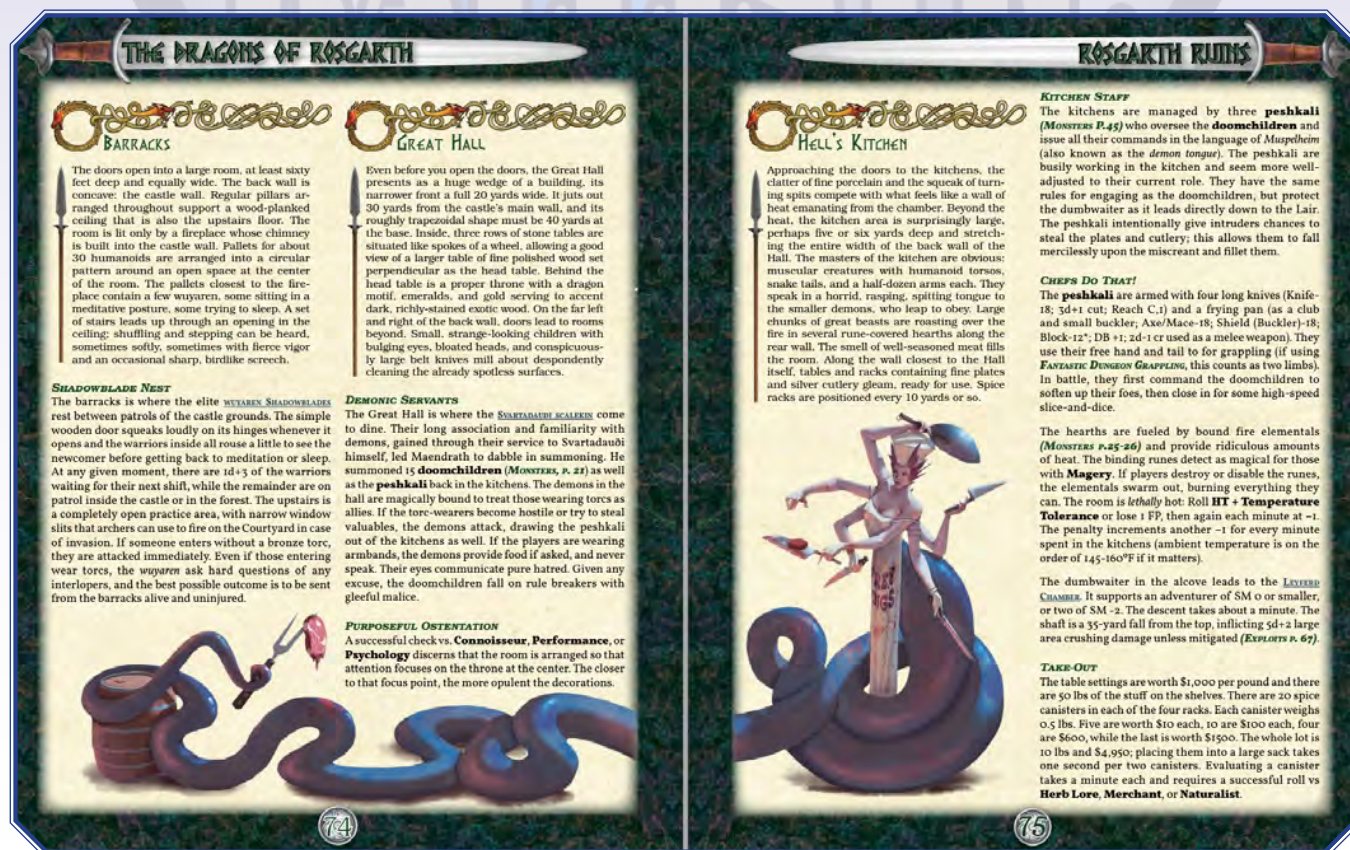 THE DRAGONS OF ROSGARTH
BARRACKS
The doors open into a large room, at least sixty
feet deep and equally wide. The back wall is
concave: the castle wall. Regular pillars ar-
ranged throughout support a wood-planked
ceiling that is also the upstairs floor. The
room is lit only by a fireplace whose chimney
is built into the castle wall. Pallets for about
30 humanoids are arranged into a circular
pattern around an open space at the center
of the room. The pallets closest to the fire-
place contain a few wuyaren, some sitting in a
meditative posture, some trying to sleep. A set
of stairs leads up through an opening in the
ceiling; shuffling and stepping can be heard,
sometimes softly, sometimes with fierce vigor
and an occasional sharp, birdlike screech.
SHADOWBLADE NEST
The barracks is where the elite WUYAREN SHADOWBLADES
rest between patrols of the castle grounds. The simple
wooden door squeaks loudly on its hinges whenever it
opens and the warriors inside all rouse a little to see the
newcomer before getting back to meditation or sleep.
At any given moment, there are 1d+3 of the warriors
waiting for their next shift, while the remainder are on
patrol inside the castle or in the forest. The upstairs is
a completely open practice area, with narrow window
slits that archers can use to fire on the Courtyard in case
of invasion. If someone enters without a bronze torc,
they are attacked immediately. Even if those entering
wear torcs, the wuyaren ask hard questions of any
interlopers, and the best possible outcome is to be sent
from the barracks alive and uninjured.
GREAT HALL
Even before you open the doors, the Great Hall
presents as a huge wedge of a building, its
narrower front a full 20 yards wide. It juts out
30 yards from the castle's main wall, and its
roughly trapezoidal shape must be 40 yards at
the base. Inside, three rows of stone tables are
situated like spokes of a wheel, allowing a good
view of a larger table of fine polished wood set
perpendicular as the head table. Behind the
head table is a proper throne with a dragon
motif, emeralds, and gold serving to accent
dark, richly-stained exotic wood. On the far left
and right of the back wall, doors lead to rooms
beyond. Small, strange-looking children with
bulging eyes, bloated heads, and conspicuous-
ly large belt knives mill about despondently
cleaning the already spotless surfaces.
DEMONIC SERVANTS
The Great Hall is where the SVARTADAUDI SCALEKIN come
to dine. Their long association and familiarity with
demons, gained through their service to Svartadauði
himself, led Maendrath to dabble in summoning. He
summoned 15 doomchildren (MONSTERS, P. 21) as well
as the peshkali back in the kitchens. The demons in the
hall are magically bound to treat those wearing torcs as
allies. If the torc-wearers become hostile or try to steal
valuables, the demons attack, drawing the peshkali
out of the kitchens as well. If the players are wearing
armbands, the demons provide food if asked, and never
speak. Their eyes communicate pure hatred. Given any
excuse, the doomchildren fall on rule breakers with
gleeful malice.
PURPOSEFUL OSTENTATION
A successful check vs. Connoisseur, Performance, or
Psychology discerns that the room is arranged so that
attention focuses on the throne at the center. The closer
to that focus point, the more opulent the decorations.
74
ROSGARTH RUINS
HELL'S KITCHEN
Approaching the doors to the kitchens, the
clatter of fine porcelain and the squeak of turn-
ing spits compete with what feels like a wall of
heat emanating from the chamber. Beyond the
heat, the kitchen area is surprisingly large,
perhaps five or six yards deep and stretch-
ing the entire width of the back wall of the
Hall. The masters of the kitchen are obvious:
muscular creatures with humanoid torsos,
snake tails, and a half-dozen arms each. They
speak in a horrid, rasping, spitting tongue to
the smaller demons, who leap to obey. Large
chunks of great beasts are roasting over the
fire in several rune-covered hearths along the
rear wall. The smell of well-seasoned meat fills
the room. Along the wall closest to the Hall
itself, tables and racks containing fine plates
and silver cutlery gleam, ready for use. Spice
racks are positioned every 10 yards or so.
KITCHEN STAFF
The kitchens are managed by three peshkali
(MONSTERS P.45) who oversee the doomchildren and
issue all their commands in the language of Muspelheim
(also known as the demon tongue). The peshkali are
busily working in the kitchen and seem more well-
adjusted to their current role. They have the same
rules for engaging as the doomchildren, but protect
the dumbwaiter as it leads directly down to the Lair.
The peshkali intentionally give intruders chances to
steal the plates and cutlery; this allows them to fall
mercilessly upon the miscreant and fillet them.
CHEFS DO THAT!
The peshkali are armed with four long knives (Knife-
18; 3d+1 cut; Reach C,1) and a frying pan (as a club
and small buckler; Axe/Mace-18; Shield (Buckler)-18;
Block-12*; DB +1; 2d-1 cr used as a melee weapon). They
use their free hand and tail to for grappling (if using
FANTASTIC DUNGEON GRAPPLING, this counts as two limbs).
In battle, they first command the doomchildren to
soften up their foes, then close in for some high-speed
slice-and-dice.
The hearths are fueled by bound fire elementals
(MONSTERS P.25-26) and provide ridiculous amounts
of heat. The binding runes detect as magical for those
with Magery. If players destroy or disable the runes,
the elementals swarm out, burning everything they
can. The room is lethally hot: Roll HT + Temperature
Tolerance or lose 1 FP, then again each minute at –1.
The penalty increments another –1 for every minute
spent in the kitchens (ambient temperature is on the
order of 145-160°F if it matters).
The dumbwaiter in the alcove leads to the LEYFERD
CHAMBER. It supports an adventurer of SM 0 or smaller,
or two of SM -2. The descent takes about a minute. The
shaft is a 35-yard fall from the top, inflicting 5d+2 large
area crushing damage unless mitigated (EXPLOITS P. 67).
TAKE-OUT
The table settings are worth $1,000 per pound and there
are 50 lbs of the stuff on the shelves. There are 20 spice
canisters in each of the four racks. Each canister weighs
0.5 lbs. Five are worth $10 each, 10 are $100 each, four
are $600, while the last is worth $1500. The whole lot is
10 lbs and $4,950; placing them into a large sack takes
one second per two canisters. Evaluating a canister
takes a minute each and requires a successful roll vs
Herb Lore, Merchant, or Naturalist.
75